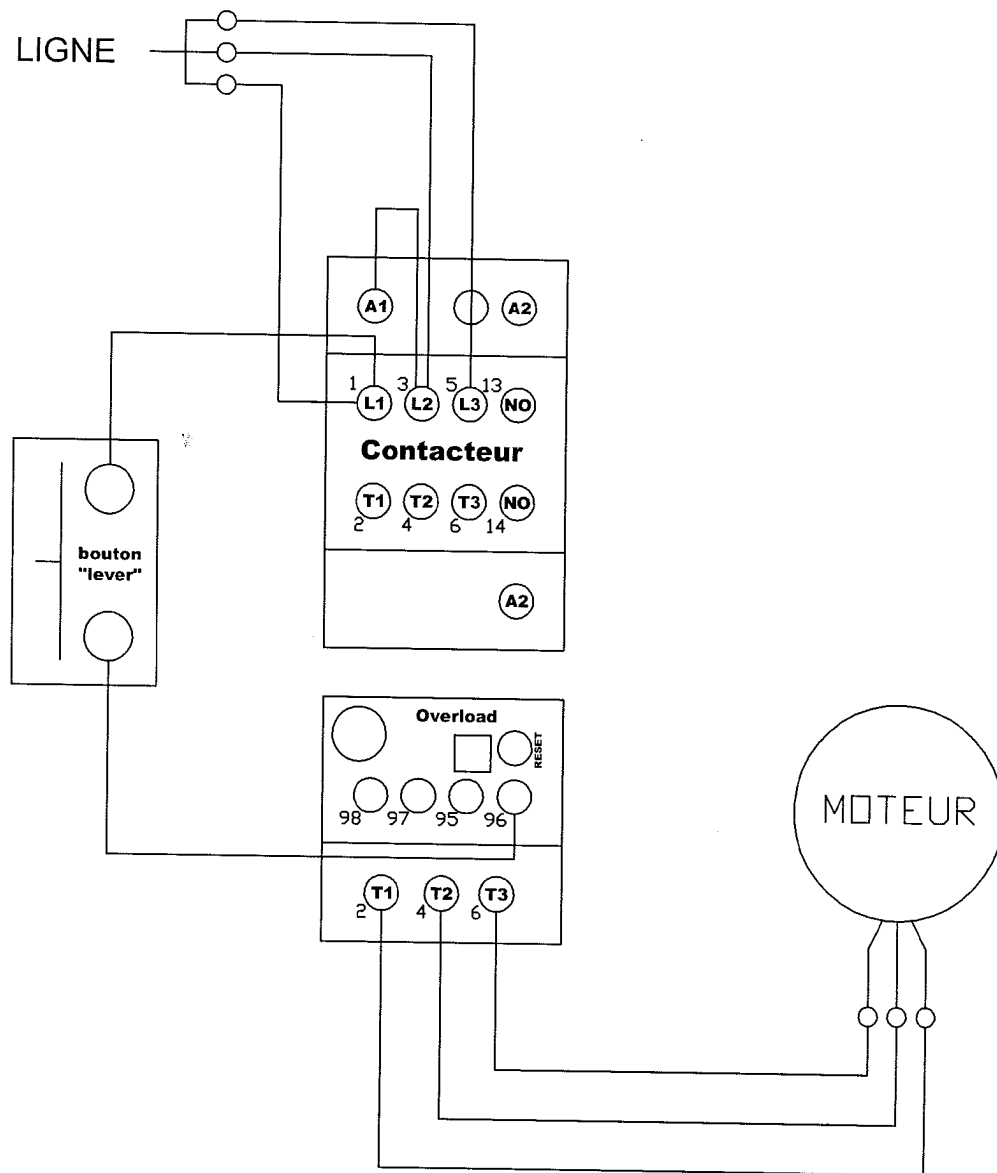 LIGNE
A1 A2
1 3 5 13
L1 L2 L3 NO
Contacteur
T1 T2 T3 NO
2 4 6 14
bouton
"lever"
A2
Overload
RESET
98 97 95 96
MOTEUR
T1 T2 T3
2 4 6